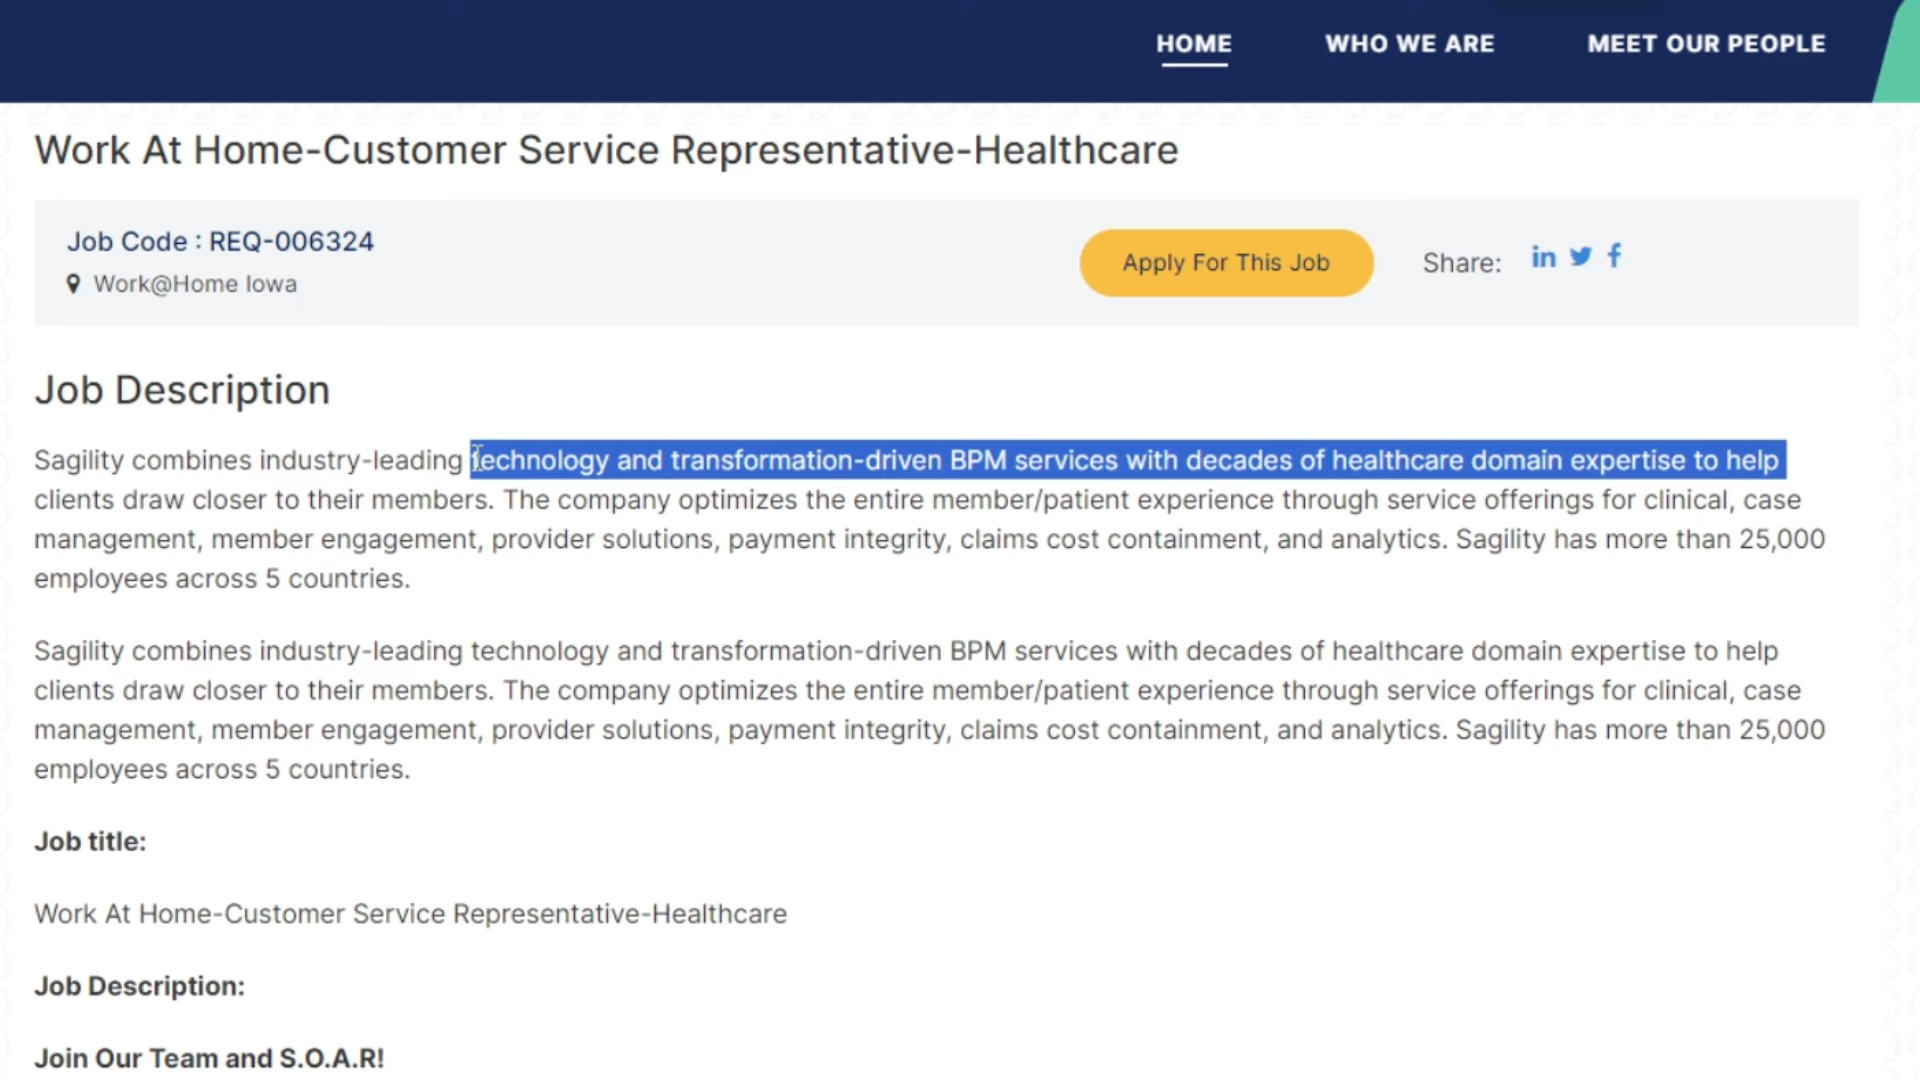 HOME WHO WE ARE MEET OUR PEOPLE
Work At Home-Customer Service Representative-Healthcare
Job Code : REQ-006324
Work@Home Iowa
Apply For This Job
Share:
Job Description
Sagility combines industry-leading technology and transformation-driven BPM services with decades of healthcare domain expertise to help
clients draw closer to their members. The company optimizes the entire member/patient experience through service offerings for clinical, case
management, member engagement, provider solutions, payment integrity, claims cost containment, and analytics. Sagility has more than 25,000
employees across 5 countries.
Sagility combines industry-leading technology and transformation-driven BPM services with decades of healthcare domain expertise to help
clients draw closer to their members. The company optimizes the entire member/patient experience through service offerings for clinical, case
management, member engagement, provider solutions, payment integrity, claims cost containment, and analytics. Sagility has more than 25,000
employees across 5 countries.
Job title:
Work At Home-Customer Service Representative-Healthcare
Job Description:
Join Our Team and S.O.A.R!